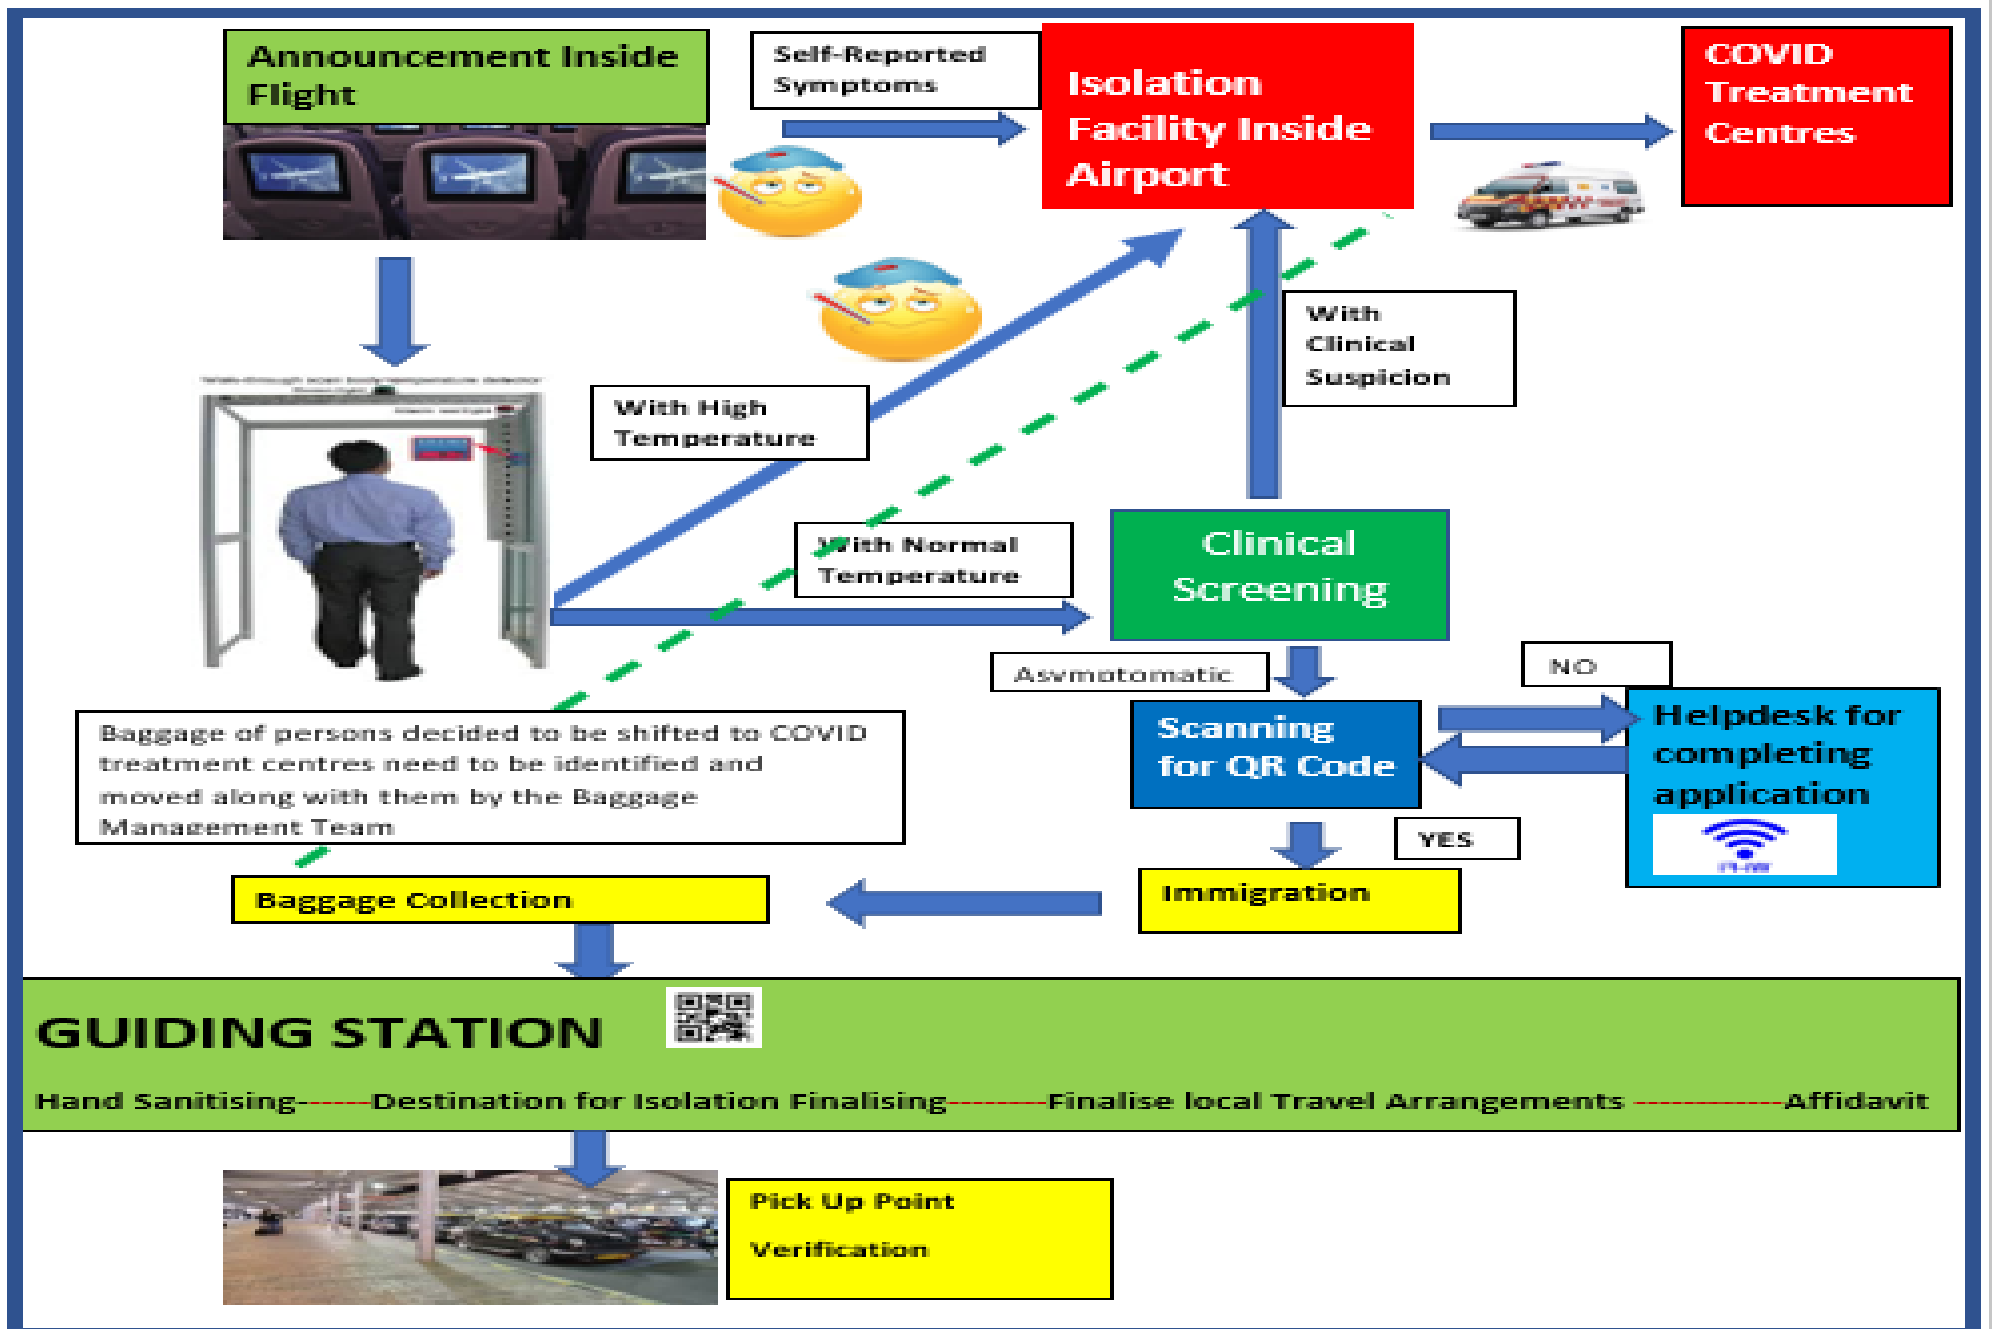 Announcement Inside
Flight
Self-Reported
Symptoms
Isolation
Facility Inside
Airport
COVID
Treatment
Centres
With
Clinical
Suspicion
With High
Temperature
With Normal
Temperature
Clinical
Screening
Asymptomatic
NO
Scanning
for QR Code
Helpdesk for
completing
application
YES
Baggage of persons decided to be shifted to COVID
treatment centres need to be identified and
moved along with them by the Baggage
Management Team
Baggage Collection
Immigration
GUIDING STATION
Hand Sanitising------Destination for Isolation Finalising--------Finalise local Travel Arrangements ------------Affidavit
Pick Up Point
Verification